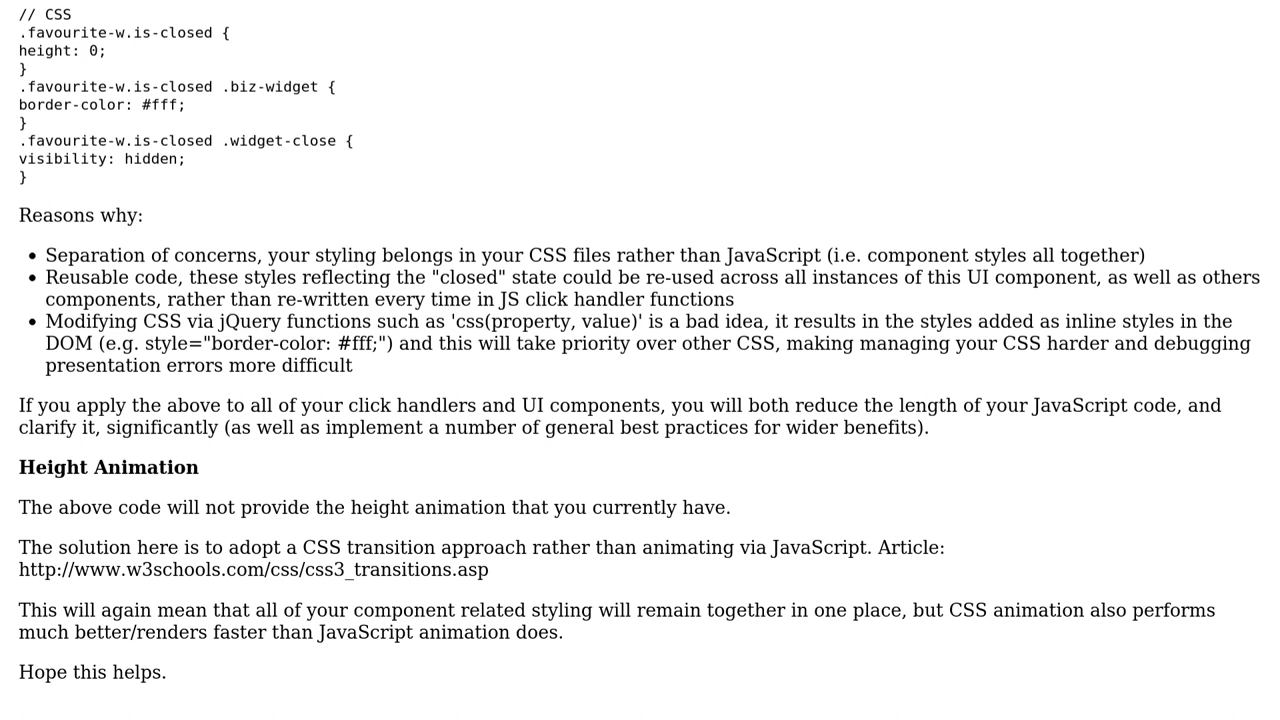 // CSS
.favourite-w.is-closed {
height: 0;
}
.favourite-w.is-closed .biz-widget {
border-color: #fff;
}
.favourite-w.is-closed .widget-close {
visibility: hidden;
}
Reasons why:
• Separation of concerns, your styling belongs in your CSS files rather than JavaScript (i.e. component styles all together)
• Reusable code, these styles reflecting the "closed" state could be re-used across all instances of this UI component, as well as others
components, rather than re-written every time in JS click handler functions
• Modifying CSS via jQuery functions such as 'css(property, value)' is a bad idea, it results in the styles added as inline styles in the
DOM (e.g. style="border-color: #fff;") and this will take priority over other CSS, making managing your CSS harder and debugging
presentation errors more difficult
If you apply the above to all of your click handlers and UI components, you will both reduce the length of your JavaScript code, and
clarify it, significantly (as well as implement a number of general best practices for wider benefits).
Height Animation
The above code will not provide the height animation that you currently have.
The solution here is to adopt a CSS transition approach rather than animating via JavaScript. Article:
http://www.w3schools.com/css/css3_transitions.asp
This will again mean that all of your component related styling will remain together in one place, but CSS animation also performs
much better/renders faster than JavaScript animation does.
Hope this helps.